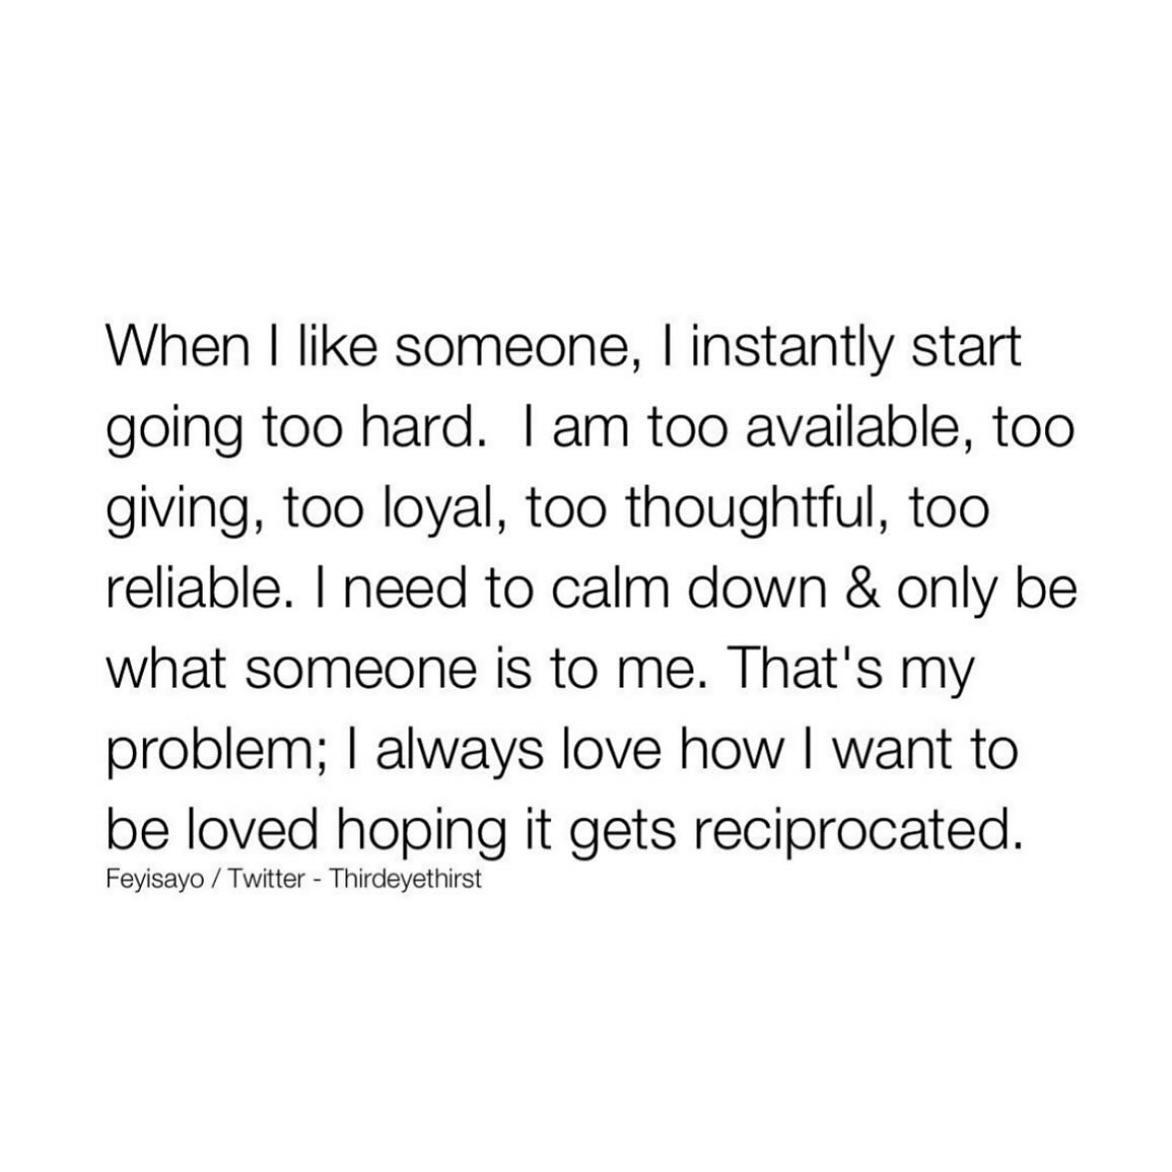 When I like someone, I instantly start
going too hard.  I am too available, too
giving, too loyal, too thoughtful, too
reliable. I need to calm down & only be
what someone is to me. That's my
problem; I always love how I want to
be loved hoping it gets reciprocated.
Feyisayo / Twitter - Thirdeyethirst